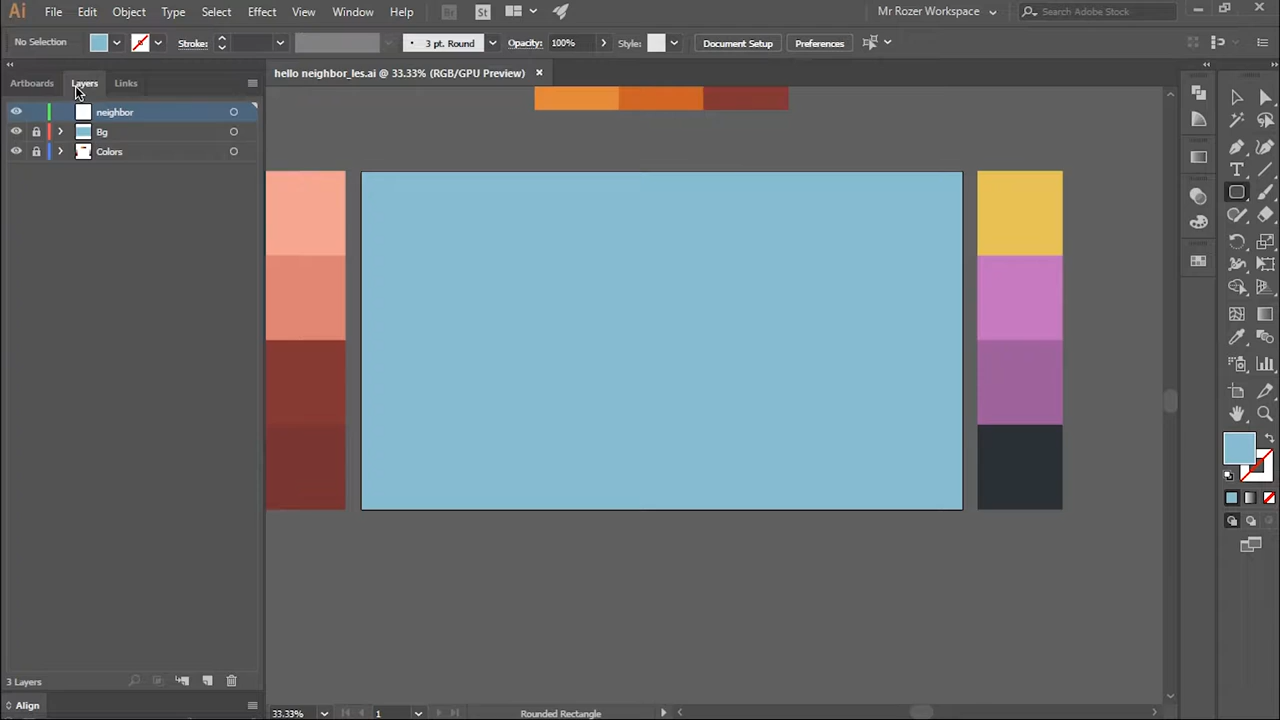 Ai File Edit Object Type Select Effect View Window Help Br St Mr Rozer Workspace Search Adobe Stock
No Selection Stroke: 3 pt. Round Opacity: 100% Style: Document Setup Preferences
Artboards Layers Links
hello neighbor_les.ai @ 33.33% (RGB/GPU Preview)
neighbor
Bg
Colors
3 Layers
Align
33.33% 1 Rounded Rectangle